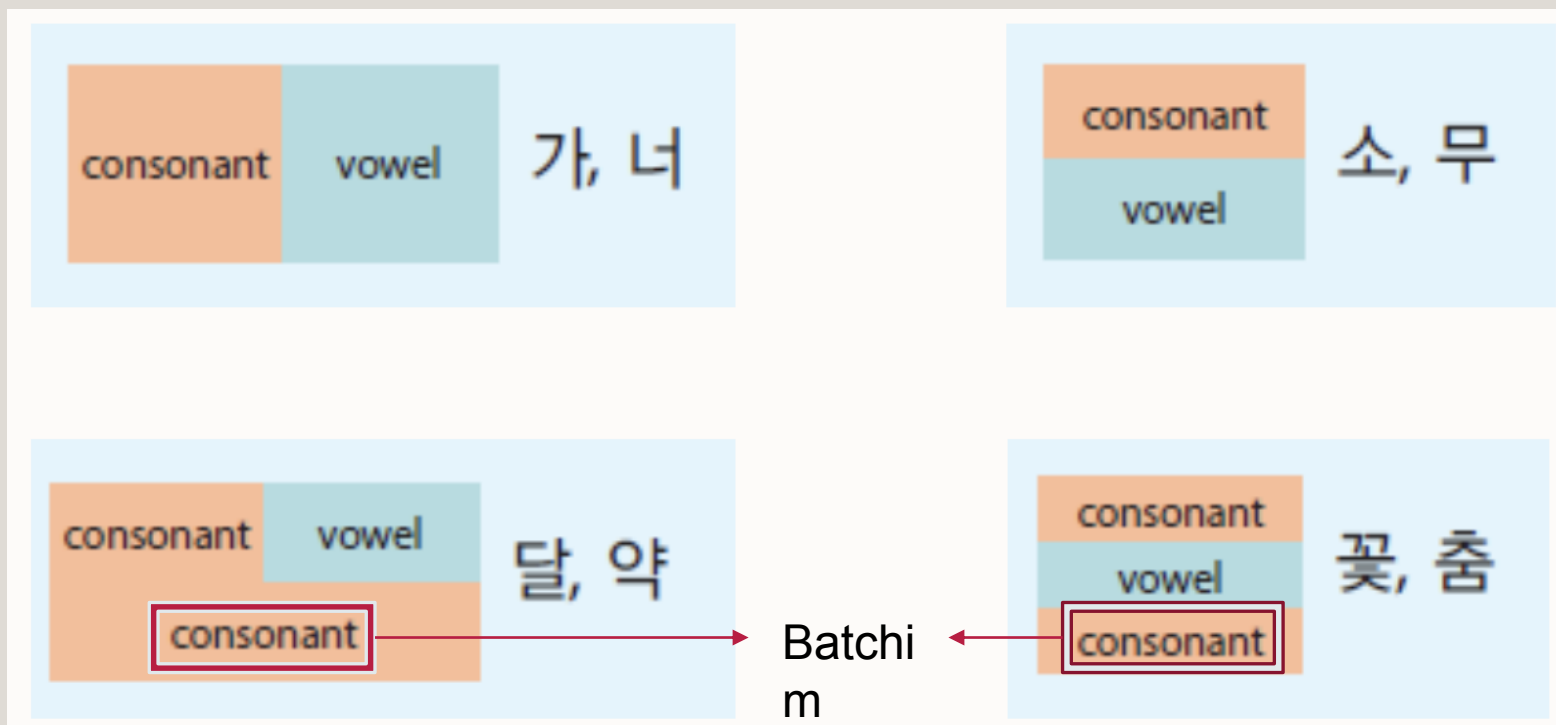 consonant vowel 가, 너
consonant
vowel
소, 무
consonant vowel
consonant
달, 약
consonant
vowel
consonant
꽃, 춤
Batchi
m